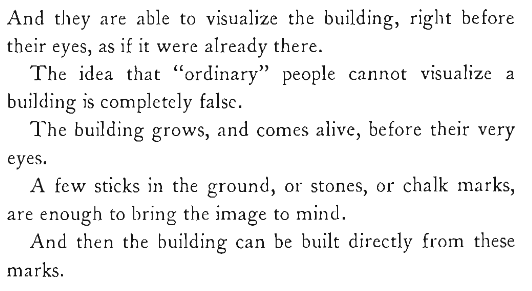 And they are able to visualize the building, right before
their eyes, as if it were already there.
The idea that “ordinary” people cannot visualize a
building is completely false.
The building grows, and comes alive, before their very
eyes.
A few sticks in the ground, or stones, or chalk marks,
are enough to bring the image to mind.
And then the building can be built directly from these
marks.